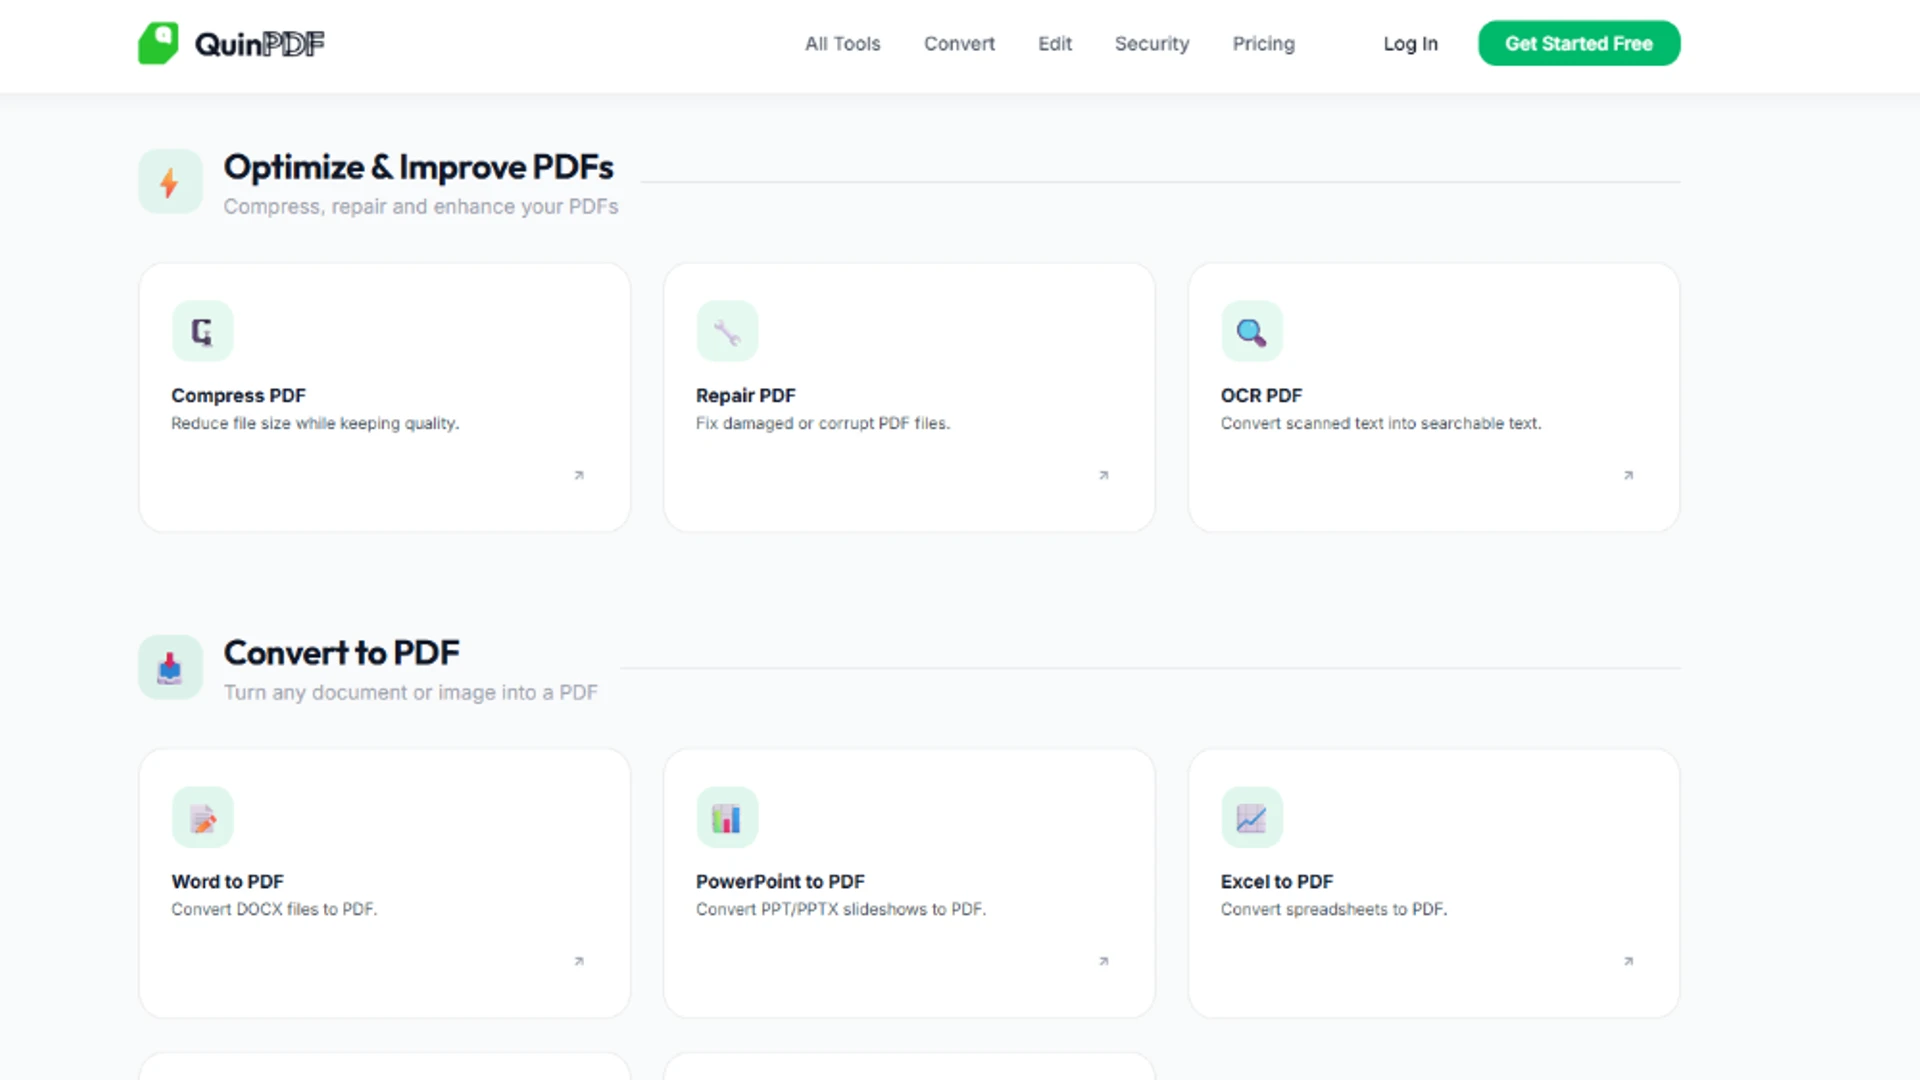 QuinPDF
All Tools
Convert
Edit
Security
Pricing
Log In
Get Started Free
Optimize & Improve PDFs
Compress, repair and enhance your PDFs
Compress PDF
Reduce file size while keeping quality.
Repair PDF
Fix damaged or corrupt PDF files.
OCR PDF
Convert scanned text into searchable text.
Convert to PDF
Turn any document or image into a PDF
Word to PDF
Convert DOCX files to PDF.
PowerPoint to PDF
Convert PPT/PPTX slideshows to PDF.
Excel to PDF
Convert spreadsheets to PDF.